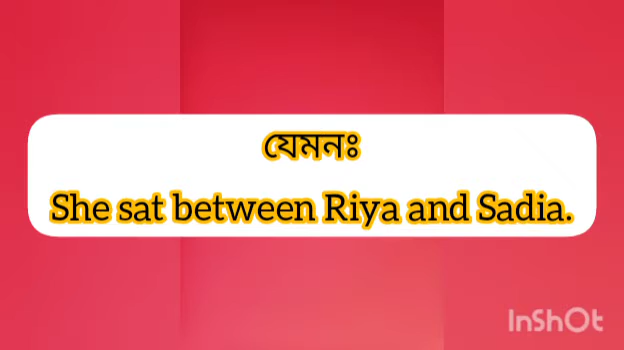 যেমনঃ
She sat between Riya and Sadia.
InShOt